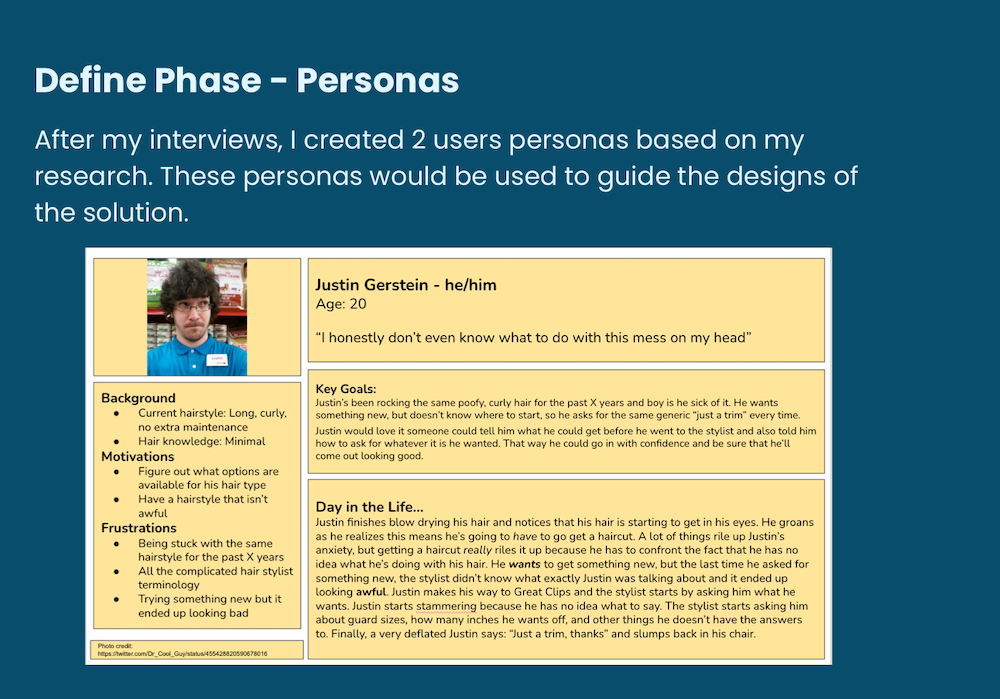 Define Phase - Personas
After my interviews, I created 2 users personas based on my
research. These personas would be used to guide the designs of
the solution.
Justin Gerstein - he/him
Age: 20
“I honestly don’t even know what to do with this mess on my head”
Background
● Current hairstyle: Long, curly,
no extra maintenance
● Hair knowledge: Minimal
Motivations
● Figure out what options are
available for his hair type
● Have a hairstyle that isn’t
awful
Frustrations
● Being stuck with the same
hairstyle for the past X years
● All the complicated hair stylist
terminology
● Trying something new but it
ended up looking bad
Photo credit:
https://twitter.com/Dr_Cool_Guy/status/455428820590678016
Key Goals:
Justin’s been rocking the same poofy, curly hair for the past X years and boy is he sick of it. He wants
something new, but doesn’t know where to start, so he asks for the same generic “just a trim” every time.
Justin would love it someone could tell him what he could get before he went to the stylist and also told him
how to ask for whatever it is he wanted. That way he could go in with confidence and be sure that he’ll
come out looking good.
Day in the Life...
Justin finishes blow drying his hair and notices that his hair is starting to get in his eyes. He groans
as he realizes this means he’s going to have to go get a haircut. A lot of things rile up Justin’s
anxiety, but getting a haircut really riles it up because he has to confront the fact that he has no
idea what he’s doing with his hair. He wants to get something new, but the last time he asked for
something new, the stylist didn’t know what exactly Justin was talking about and it ended up
looking awful. Justin makes his way to Great Clips and the stylist starts by asking him what he
wants. Justin starts stammering because he has no idea what to say. The stylist starts asking him
about guard sizes, how many inches he wants off, and other things he doesn’t have the answers
to. Finally, a very deflated Justin says: “Just a trim, thanks” and slumps back in his chair.